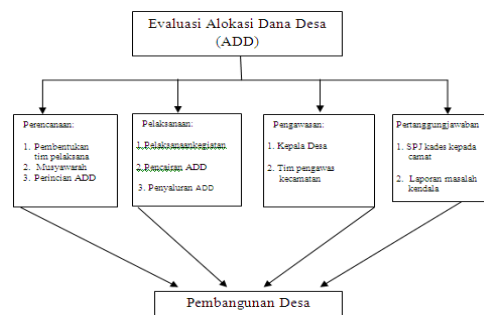 Evaluasi Alokasi Dana Desa
(ADD)
Perencanaan:
1. Pembentukan
tim pelaksana
2. Musyawarah
3. Perincian ADD
Pelaksanaan:
1.Pelaksanaankegiatan
2.Pencairan ADD
3. Penyaluran ADD
Pengawasan:
1. Kepala Desa
2. Tim pengawas
kecamatan
Pertanggungjawaban
1. SPJ kades kepada
camat
2. Laporan masalah
kendala
Pembangunan Desa